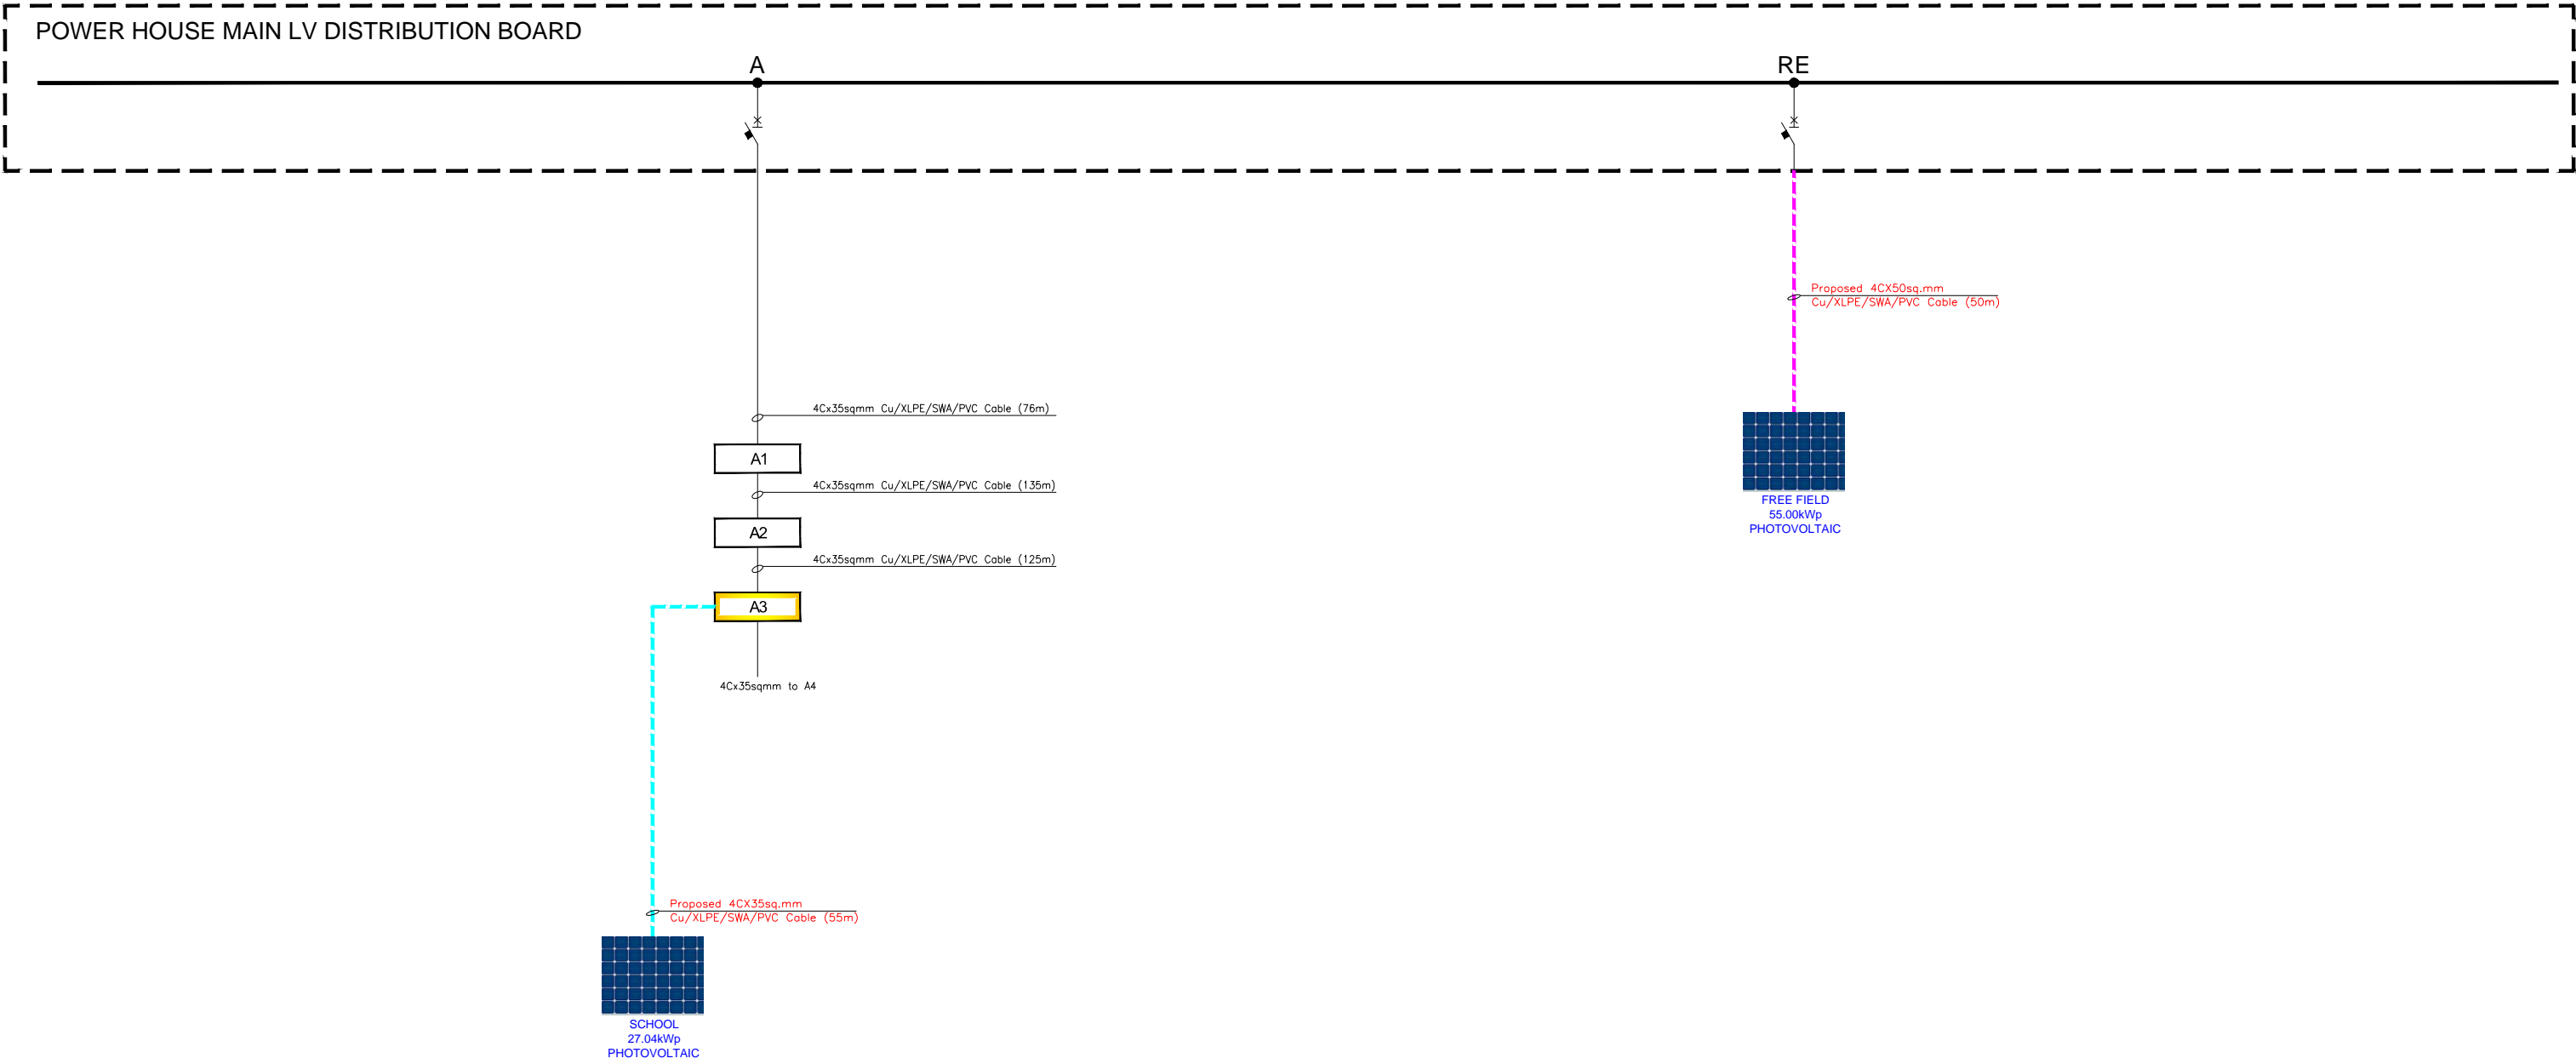 POWER HOUSE MAIN LV DISTRIBUTION BOARD
A
RE
Proposed 4CX50sq.mm
Cu/XLPE/SWA/PVC Cable (50m)
4Cx35sqmm Cu/XLPE/SWA/PVC Cable (76m)
A1
4Cx35sqmm Cu/XLPE/SWA/PVC Cable (135m)
A2
4Cx35sqmm Cu/XLPE/SWA/PVC Cable (125m)
A3
4Cx35sqmm to A4
FREE FIELD
55.00kWp
PHOTOVOLTAIC
Proposed 4CX35sq.mm
Cu/XLPE/SWA/PVC Cable (55m)
SCHOOL
27.04kWp
PHOTOVOLTAIC